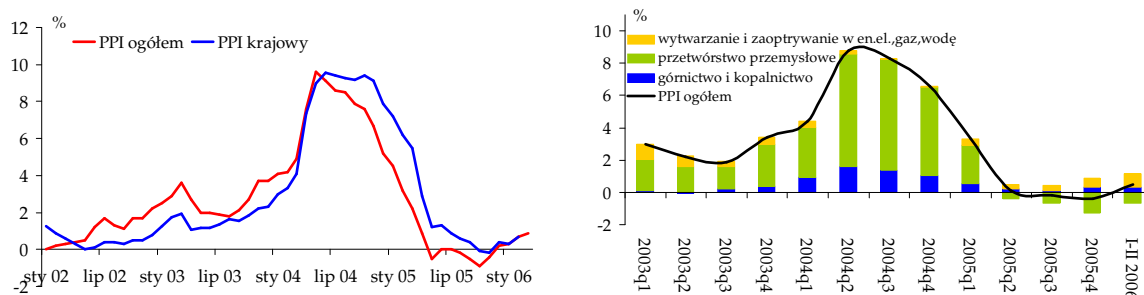 %
PPI ogółem PPI krajowy
12
10
8
6
4
2
0
-2
sty 02 lip 02 sty 03 lip 03 sty 04 lip 04 sty 05 lip 05 sty 06
%
wytwarzanie i zaoptrywanie w en.el.,gaz,wodę
przetwórstwo przemysłowe
górnictwo i kopalnictwo
PPI ogółem
10
8
6
4
2
0
-2
2003q1
2003q2
2003q3
2003q4
2004q1
2004q2
2004q3
2004q4
2005q1
2005q2
2005q3
2005q4
I-II 2006